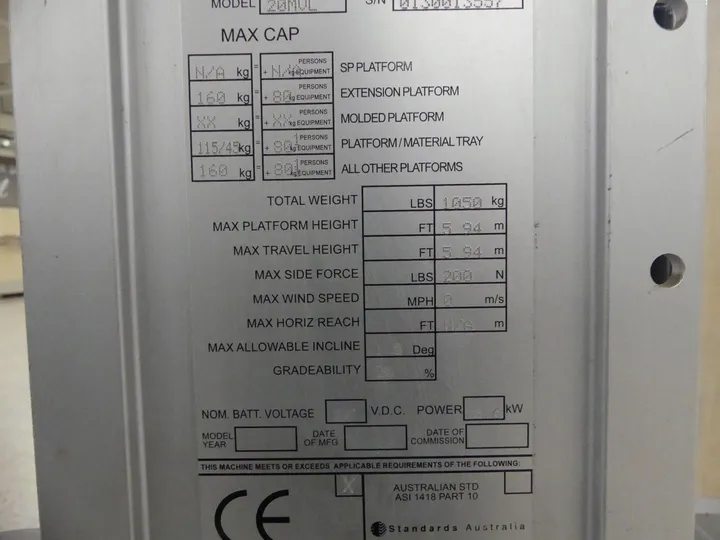 MODEL 20MVL S/N 0130013557
MAX CAP
N/A kg = + N/A PERSONS kg EQUIPMENT SP PLATFORM
160 kg = + 80 PERSONS kg EQUIPMENT EXTENSION PLATFORM
XX kg = + XX PERSONS kg EQUIPMENT MOLDED PLATFORM
115/45 kg = + 80 PERSONS kg EQUIPMENT PLATFORM / MATERIAL TRAY
160 kg = + 80 PERSONS kg EQUIPMENT ALL OTHER PLATFORMS
TOTAL WEIGHT LBS 1050 kg
MAX PLATFORM HEIGHT FT 5.94 m
MAX TRAVEL HEIGHT FT 5.94 m
MAX SIDE FORCE LBS 200 N
MAX WIND SPEED MPH 0 m/s
MAX HORIZ REACH FT N/A m
MAX ALLOWABLE INCLINE Deg
GRADEABILITY %
NOM. BATT. VOLTAGE V.D.C. POWER kW
MODEL YEAR DATE OF MFG DATE OF COMMISSION
THIS MACHINE MEETS OR EXCEEDS APPLICABLE REQUIREMENTS OF THE FOLLOWING:
CE X AUSTRALIAN STD
ASI 1418 PART 10
Standards Australia